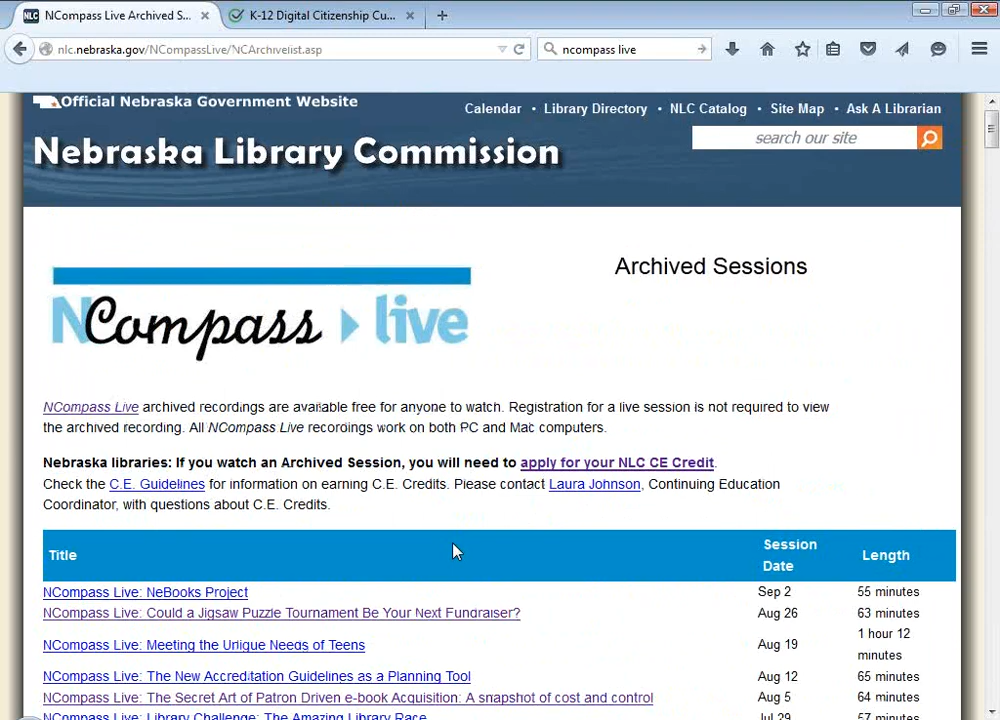 NLC NCompass Live Archived S... × K-12 Digital Citizenship Cu... × +
nlc.nebraska.gov/NCompassLive/NCArchivelist.asp ncompass live
Official Nebraska Government Website
Calendar • Library Directory • NLC Catalog • Site Map • Ask A Librarian
Nebraska Library Commission
search our site
Archived Sessions
NCompass live
NCompass Live archived recordings are available free for anyone to watch. Registration for a live session is not required to view
the archived recording. All NCompass Live recordings work on both PC and Mac computers.
Nebraska libraries: If you watch an Archived Session, you will need to apply for your NLC CE Credit.
Check the C.E. Guidelines for information on earning C.E. Credits. Please contact Laura Johnson, Continuing Education
Coordinator, with questions about C.E. Credits.
Title Session Date Length
NCompass Live: NeBooks Project Sep 2 55 minutes
NCompass Live: Could a Jigsaw Puzzle Tournament Be Your Next Fundraiser? Aug 26 63 minutes
NCompass Live: Meeting the Unique Needs of Teens Aug 19 1 hour 12 minutes
NCompass Live: The New Accreditation Guidelines as a Planning Tool Aug 12 65 minutes
NCompass Live: The Secret Art of Patron Driven e-book Acquisition: A snapshot of cost and control Aug 5 64 minutes
NCompass Live: Library Challenge: The Amazing Library Race Jul 29 57 minutes